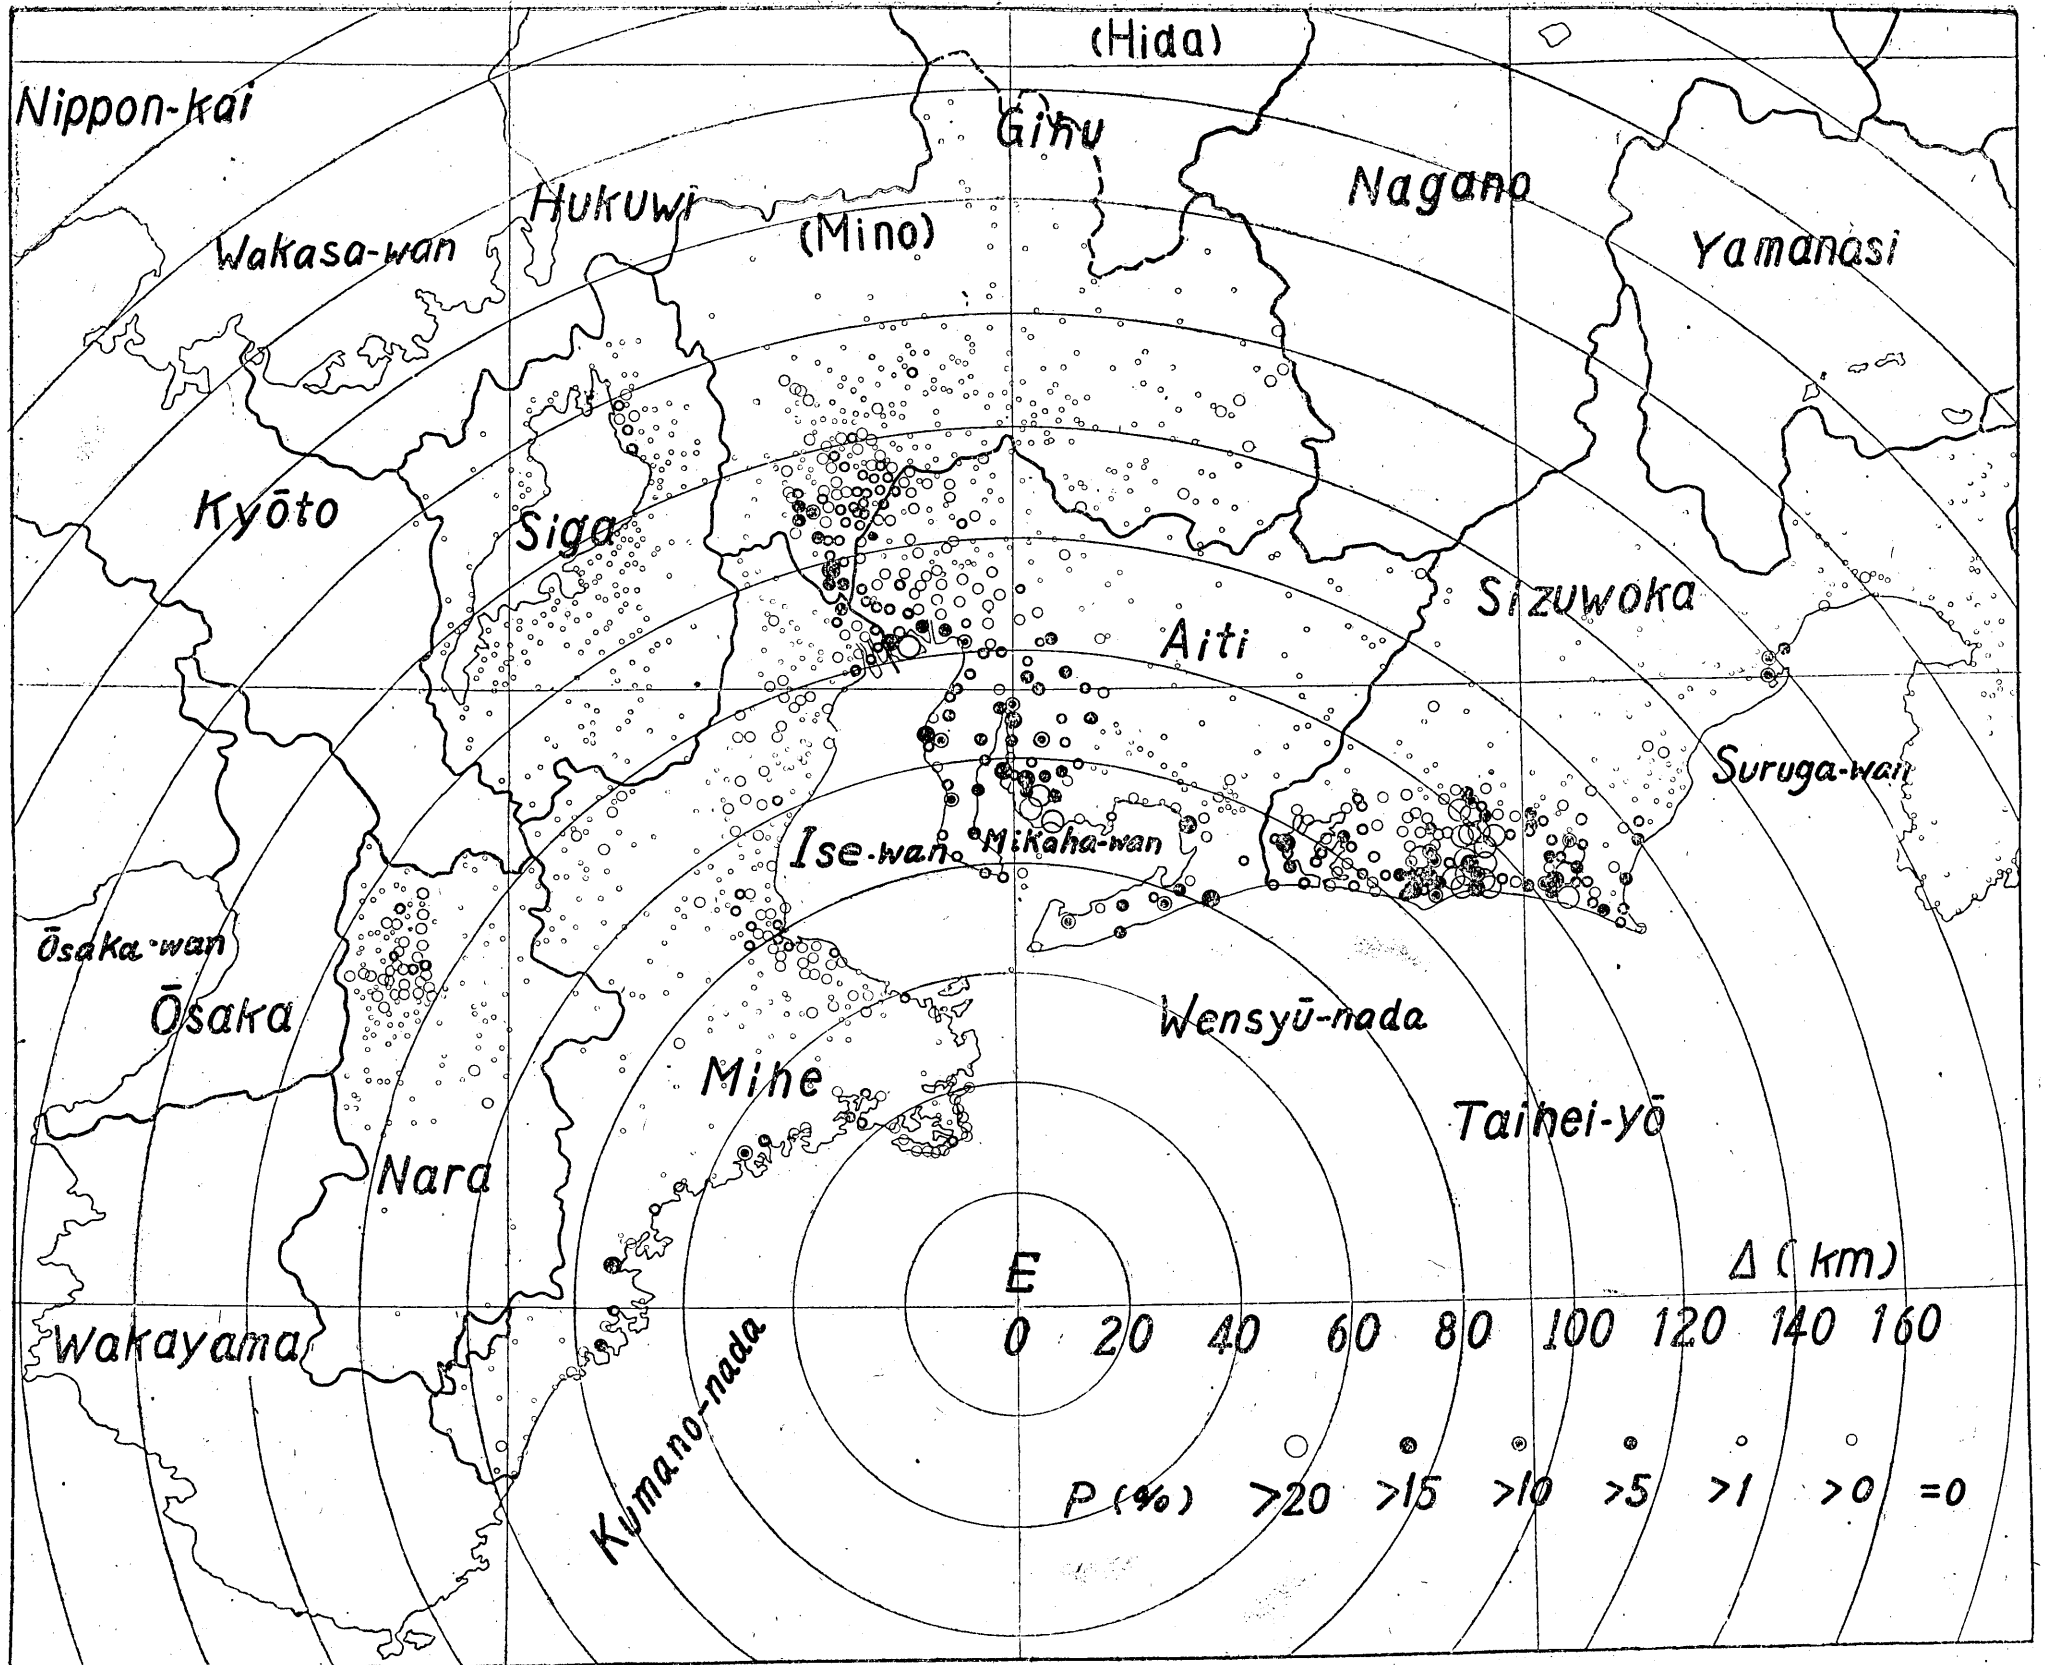 (Hida)
Nippon-kai
Gihu
Nagano
Hukuwi
(Mino)
Wakasa-wan
Yamanasi
Kyōto
Siga
Sizuwoka
Aiti
Suruga-wan
Ise-wan
Mikaha-wan
Ōsaka-wan
Ōsaka
Wensyū-nada
Mihe
Taihei-yō
Nara
E
Δ (km)
Wakayama
0 20 40 60 80 100 120 140 160
Kumano-nada
P (%) >20 >15 >10 >5 >1 >0 =0